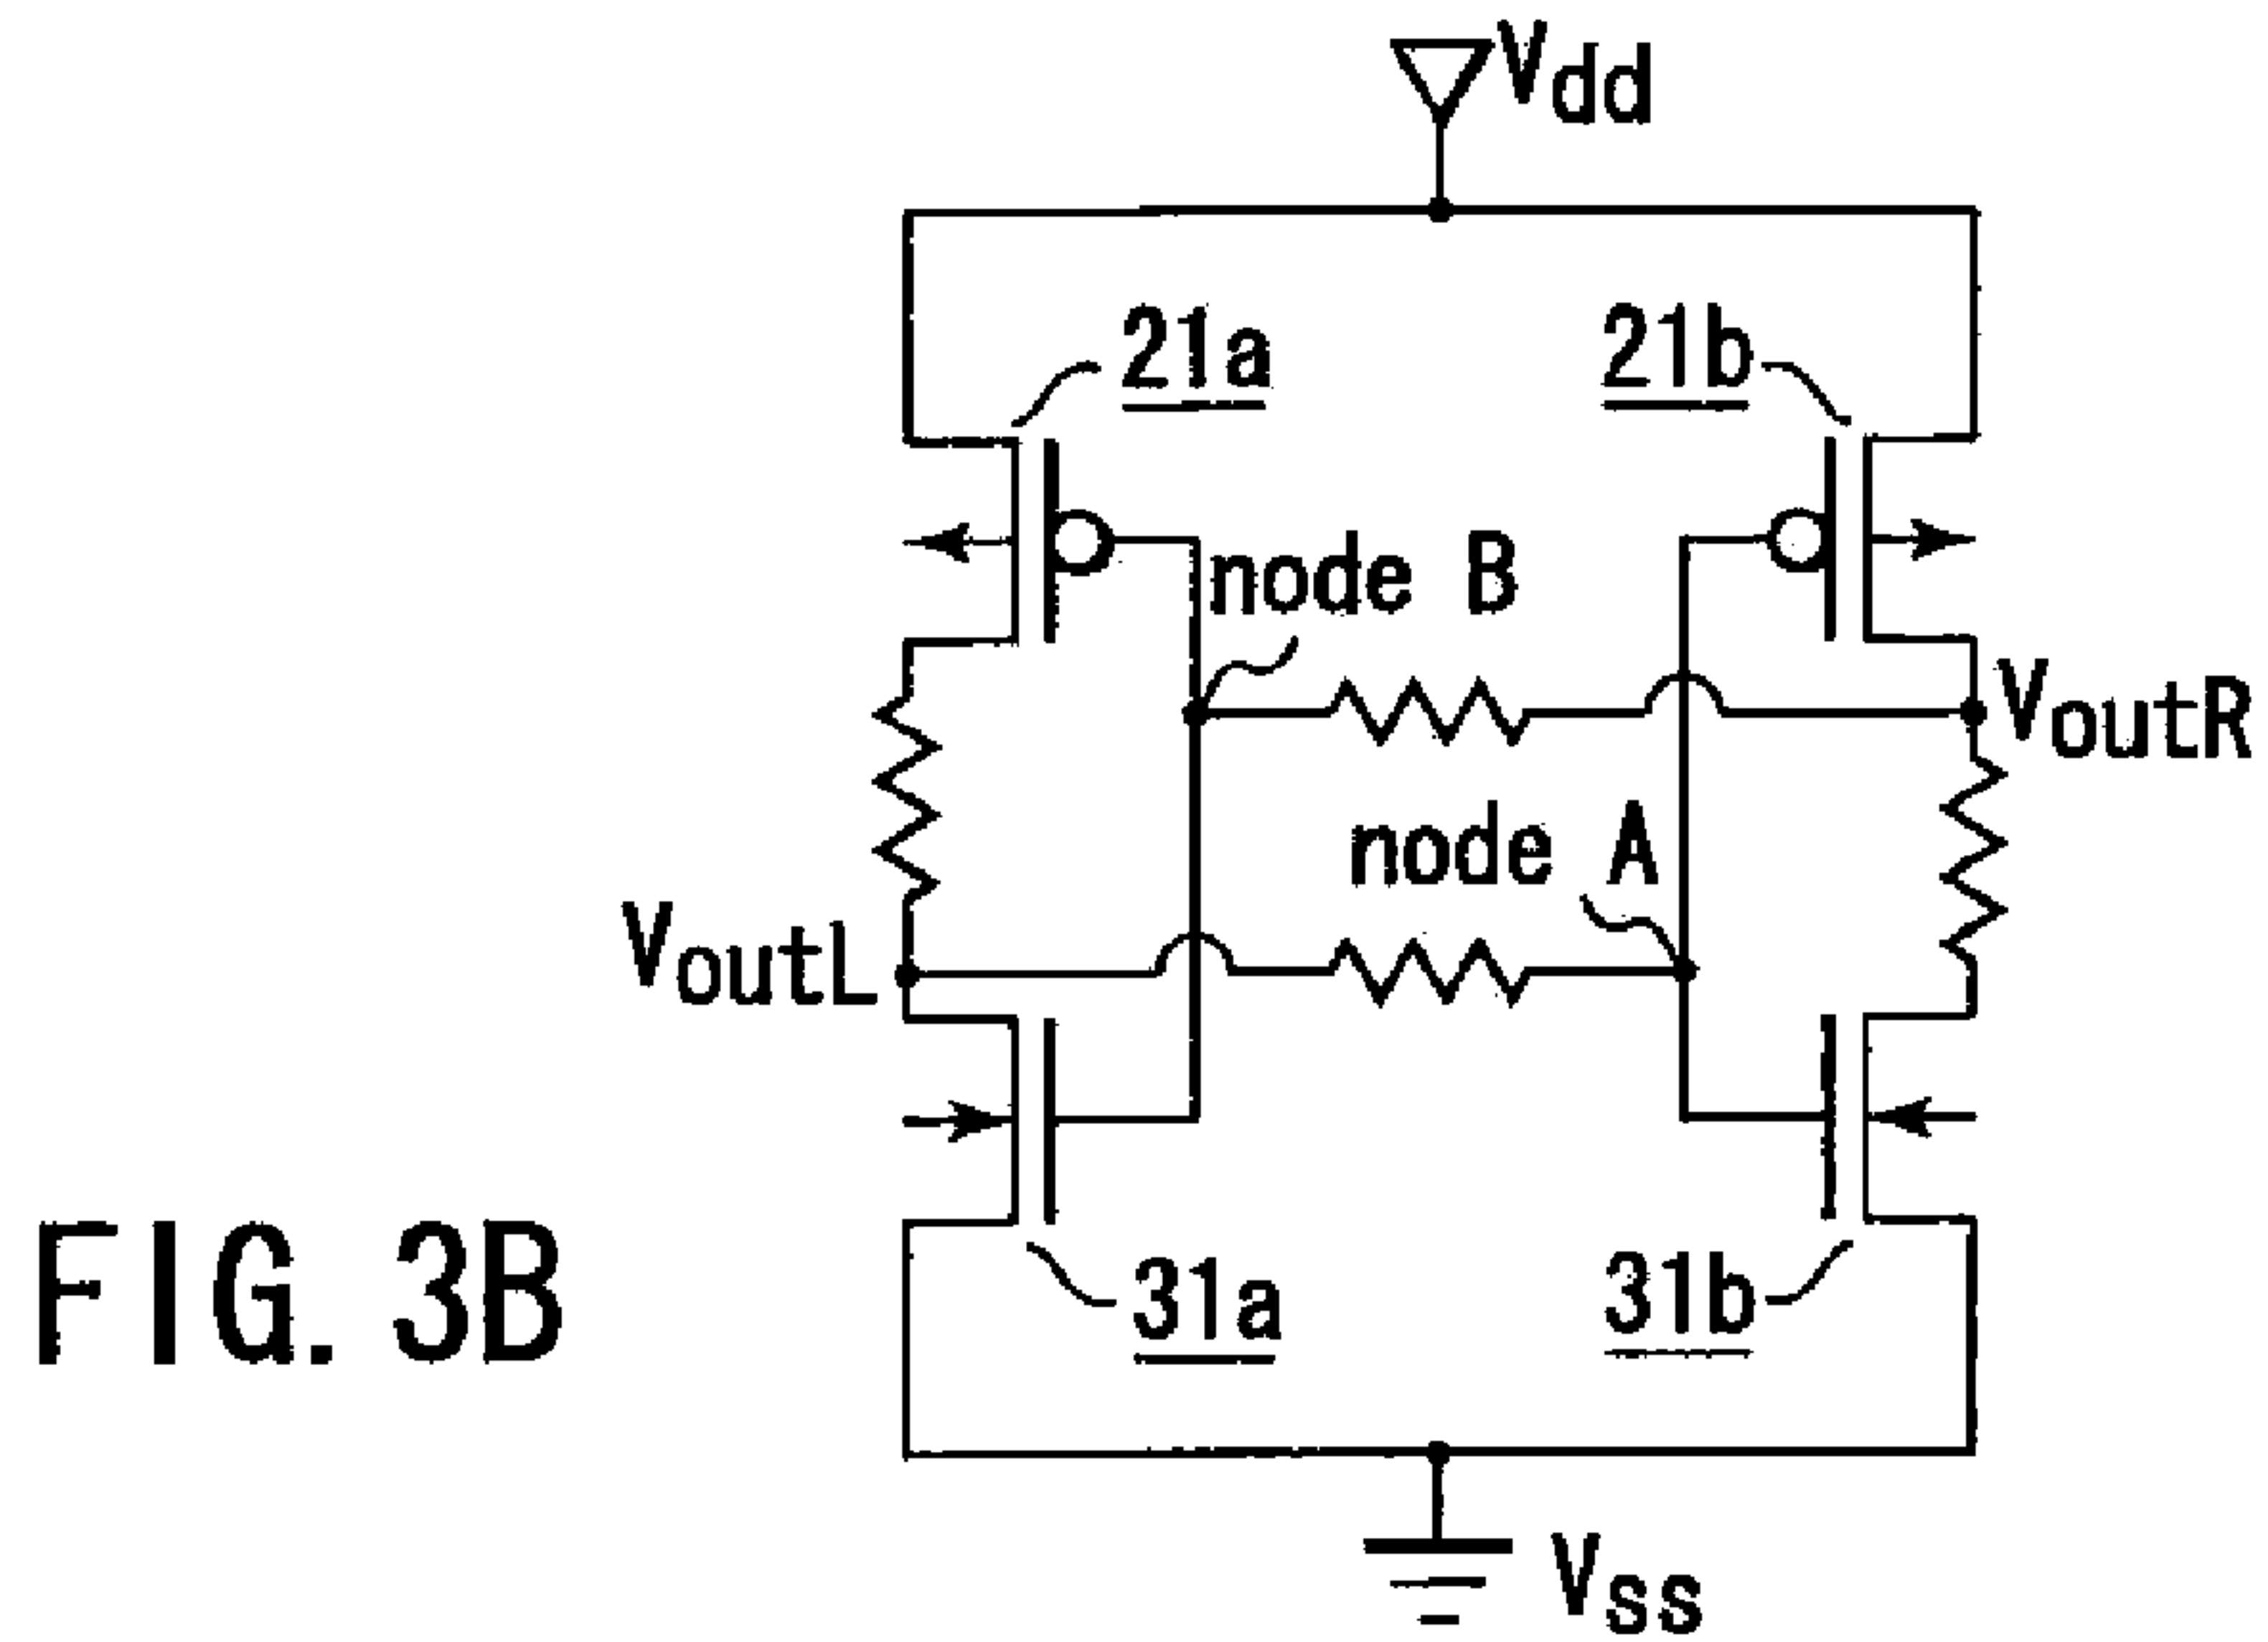 Vdd
21a 21b
node B
VoutR
node A
VoutL
31a 31b
FIG. 3B
Vss